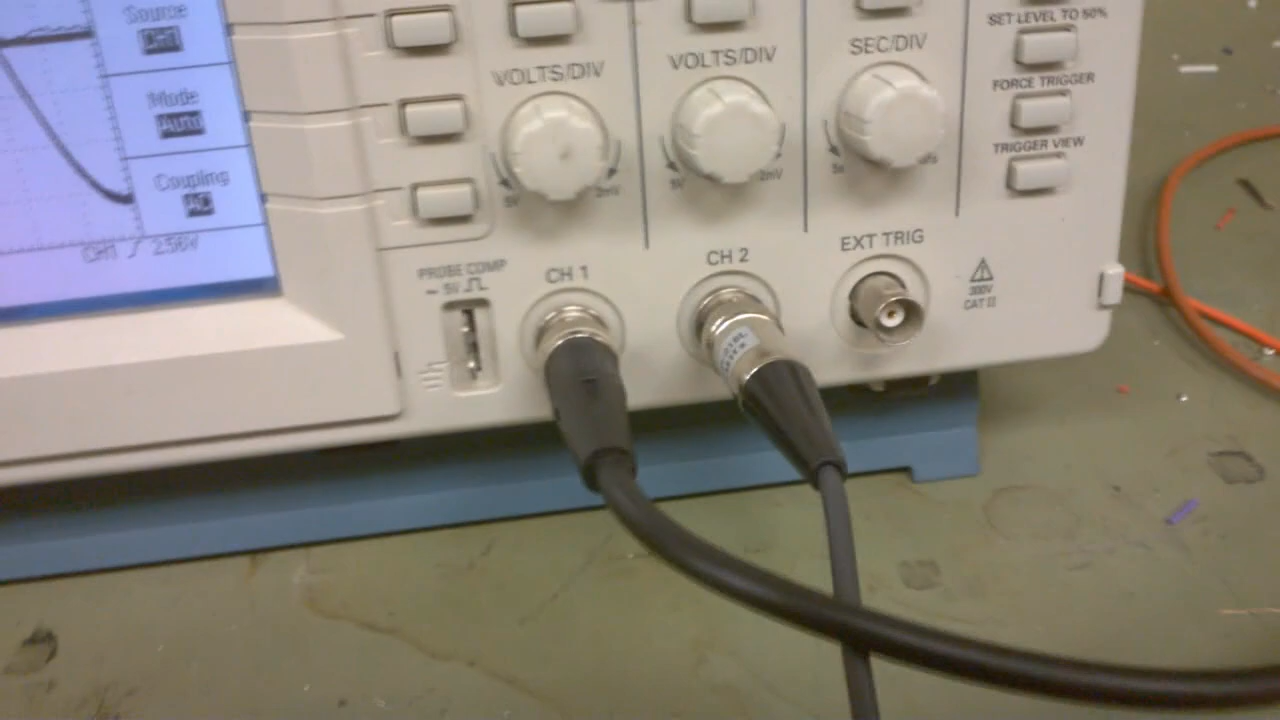 Source
CH1
Mode
Auto
Coupling
AC
CH1 2.56V
VOLTS/DIV
5V 2mV
VOLTS/DIV
5V 2mV
SEC/DIV
5s
SET LEVEL TO 50%
FORCE TRIGGER
TRIGGER VIEW
PROBE COMP
~ 5V
CH 1
CH 2
EXT TRIG
300V
CAT II